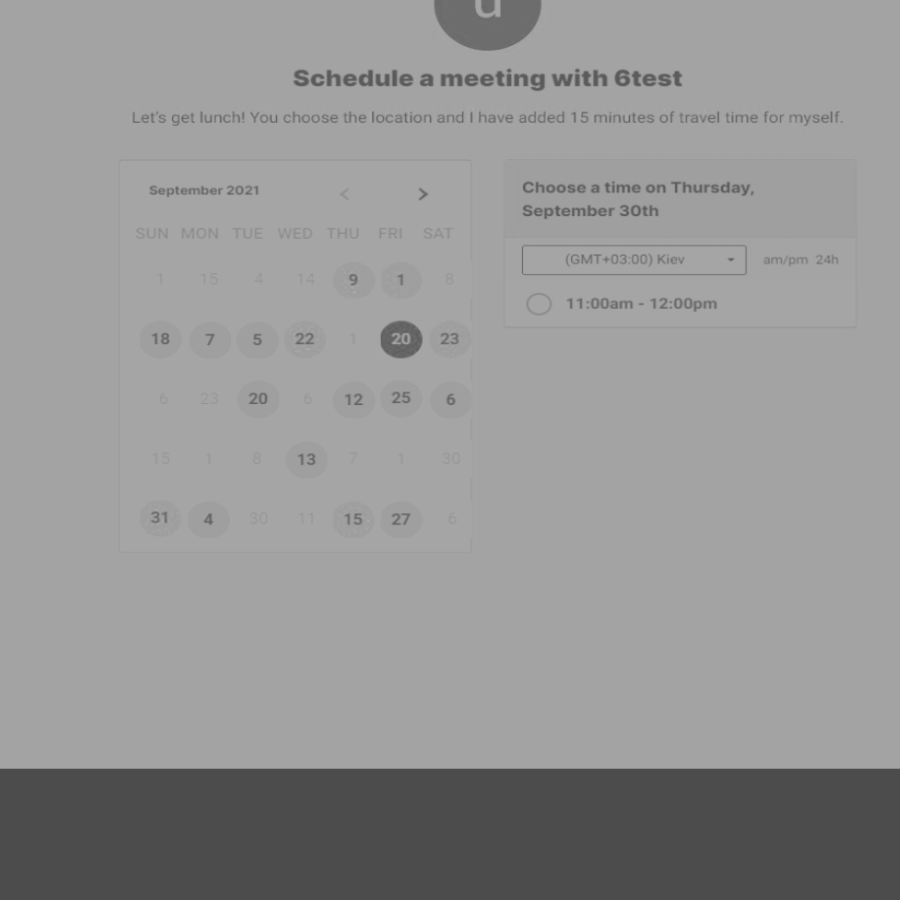 u
Schedule a meeting with 6test
Let's get lunch! You choose the location and I have added 15 minutes of travel time for myself.
September 2021 < >
SUN MON TUE WED THU FRI SAT
1 15 4 14 9 1 8
18 7 5 22 1 20 23
6 23 20 6 12 25 6
15 1 8 13 7 1 30
31 4 30 11 15 27 6
Choose a time on Thursday,
September 30th
(GMT+03:00) Kiev am/pm 24h
11:00am - 12:00pm